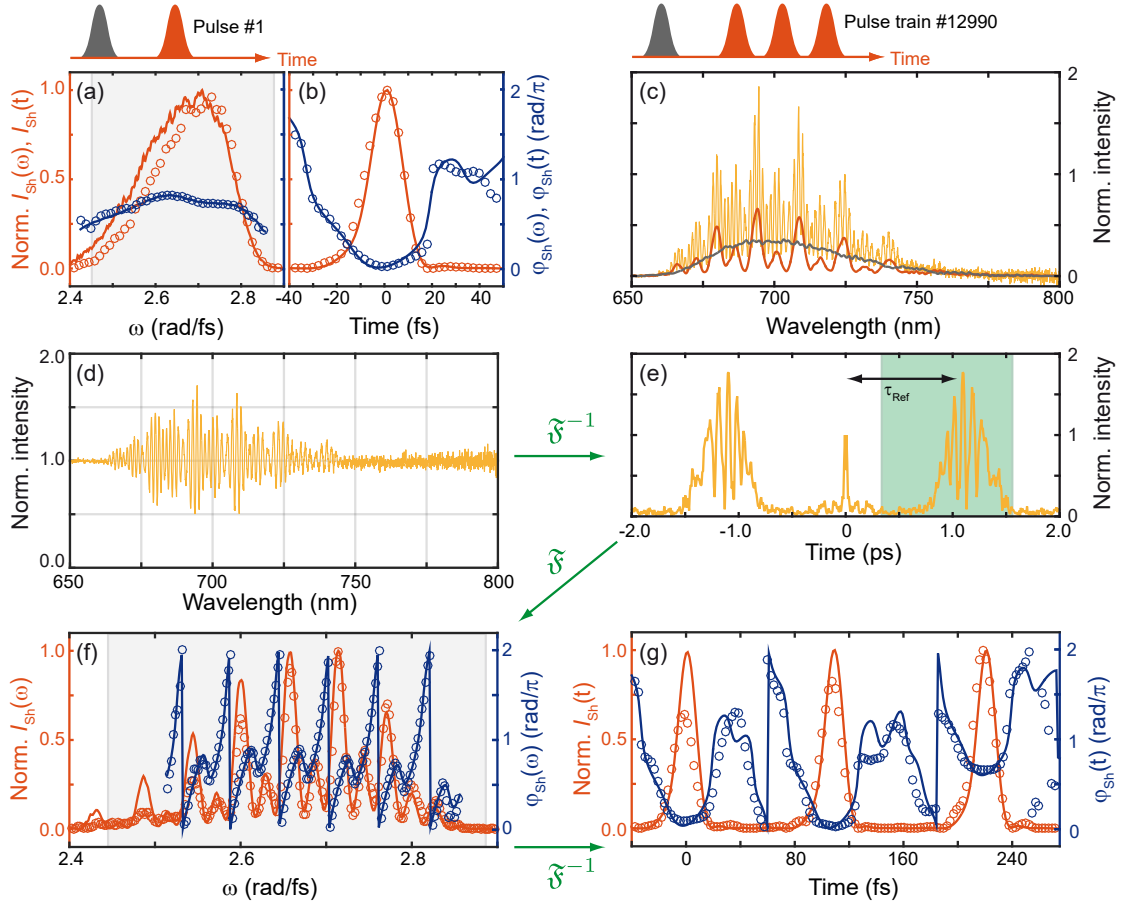 Pulse #1
Time
Pulse train #12990
Time
(a)
(b)
Norm. I_Sh(ω), I_Sh(t)
1.0
0.5
0.0
2.4
2.6
2.8
ω (rad/fs)
-40
-20
0
20
40
Time (fs)
2
1
0
φ_Sh(ω), φ_Sh(t) (rad/π)
(c)
2
1
0
Norm. intensity
650
700
750
800
Wavelength (nm)
(d)
Norm. intensity
2.0
1.0
0.0
650
700
750
800
Wavelength (nm)
𝔉⁻¹
(e)
τ_Ref
2
1
0
Norm. intensity
-2.0
-1.0
0
1.0
2.0
Time (ps)
𝔉
(f)
Norm. I_Sh(ω)
1.0
0.5
0.0
2.4
2.6
2.8
ω (rad/fs)
2
1
0
φ_Sh(ω) (rad/π)
𝔉⁻¹
(g)
Norm. I_Sh(t)
1.0
0.5
0.0
0
80
160
240
Time (fs)
2
1
0
φ_Sh(t) (rad/π)